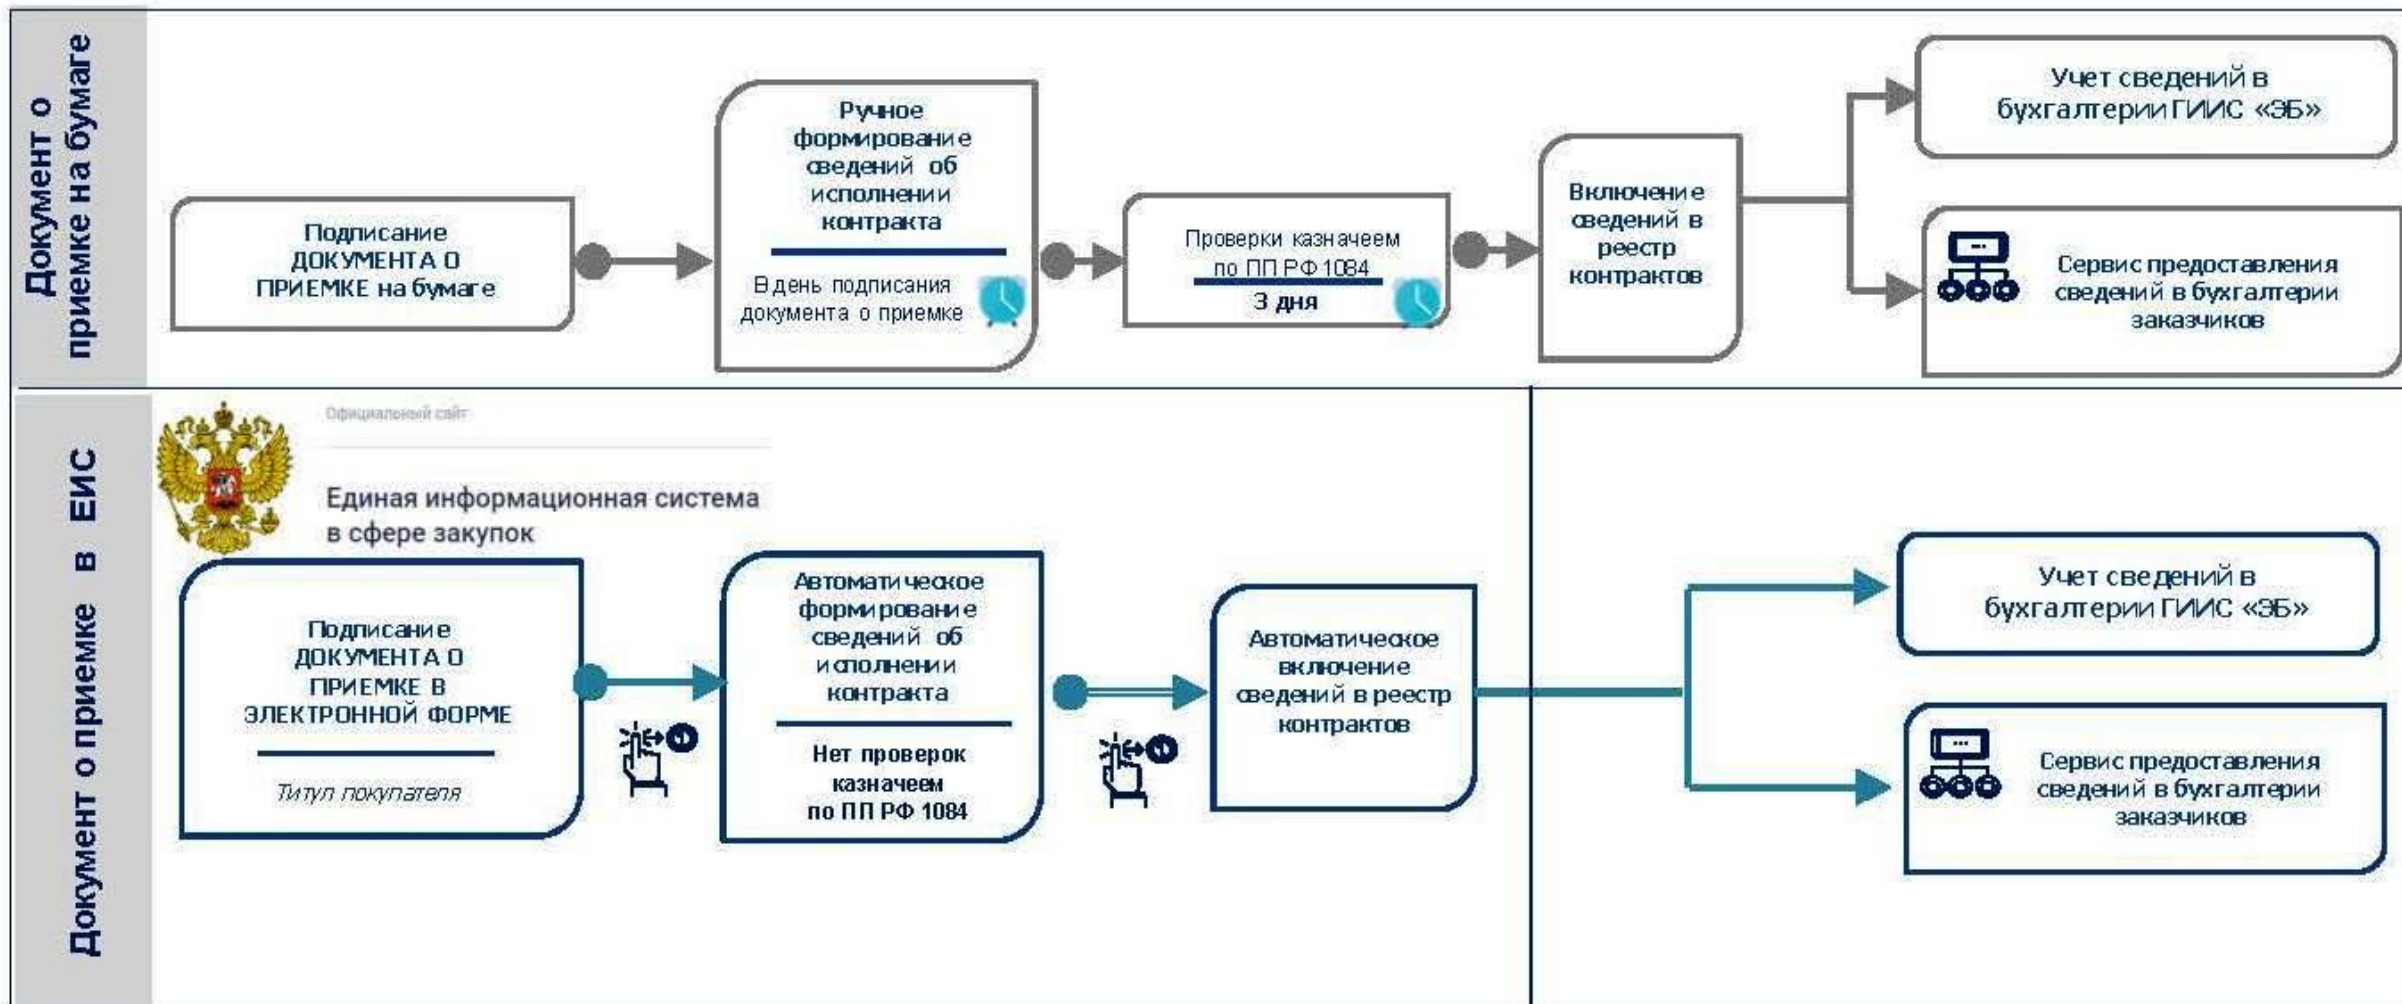 Документ о
приемке на бумаге
Подписание
ДОКУМЕНТА О
ПРИЕМКЕ на бумаге
Ручное
формирование
сведений об
исполнении
контракта
В день подписания
документа о приемке
Проверки казначеем
по ПП РФ 1084
3 дня
Включение
сведений в
реестр
контрактов
Учет сведений в
бухгалтерии ГИИС «ЭБ»
Сервис предоставления
сведений в бухгалтерии
заказчиков
Документ о приемке в ЕИС
Официальный сайт
Единая информационная система
в сфере закупок
Подписание
ДОКУМЕНТА О
ПРИЕМКЕ В
ЭЛЕКТРОННОЙ ФОРМЕ
Титул покупателя
Автоматическое
формирование
сведений об
исполнении
контракта
Нет проверок
казначеем
по ПП РФ 1084
Автоматическое
включение
сведений в реестр
контрактов
Учет сведений в
бухгалтерии ГИИС «ЭБ»
Сервис предоставления
сведений в бухгалтерии
заказчиков